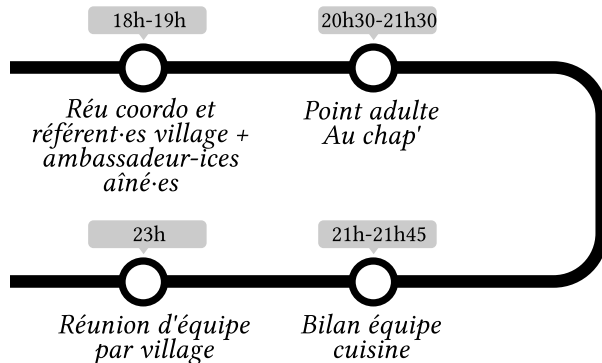 18h-19h
Réu coordo et
référent·es village +
ambassadeur-ices
aîné·es
20h30-21h30
Point adulte
Au chap'
21h-21h45
Bilan équipe
cuisine
23h
Réunion d'équipe
par village